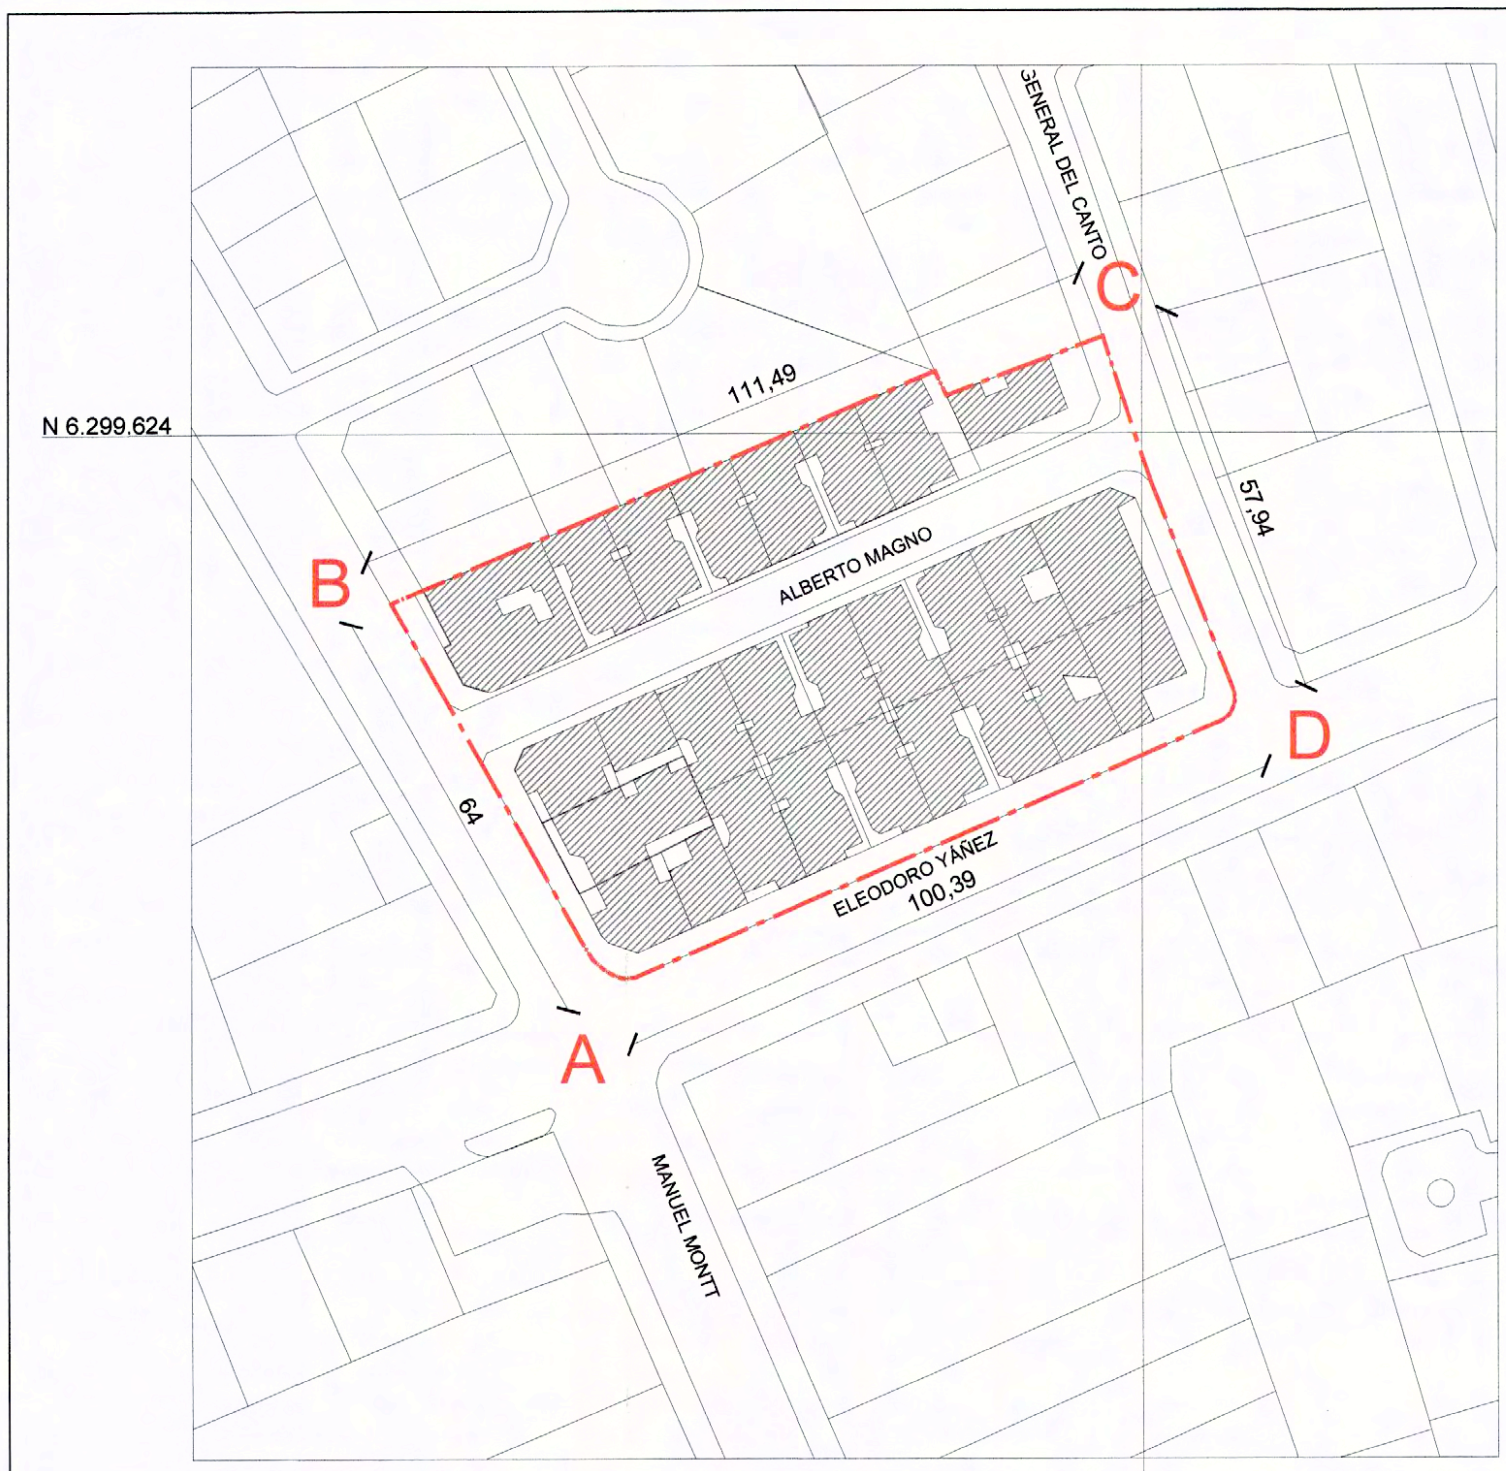 GENERAL DEL CANTO
C
N 6.299.624
111,49
57,94
B
ALBERTO MAGNO
D
64
ELEODORO YÁÑEZ
100,39
A
MANUEL MONTT